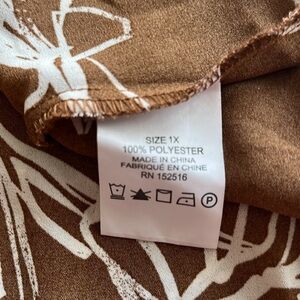 SIZE 1X
100% POLYESTER
MADE IN CHINA
FABRIQUÉ EN CHINE
RN 152516
P